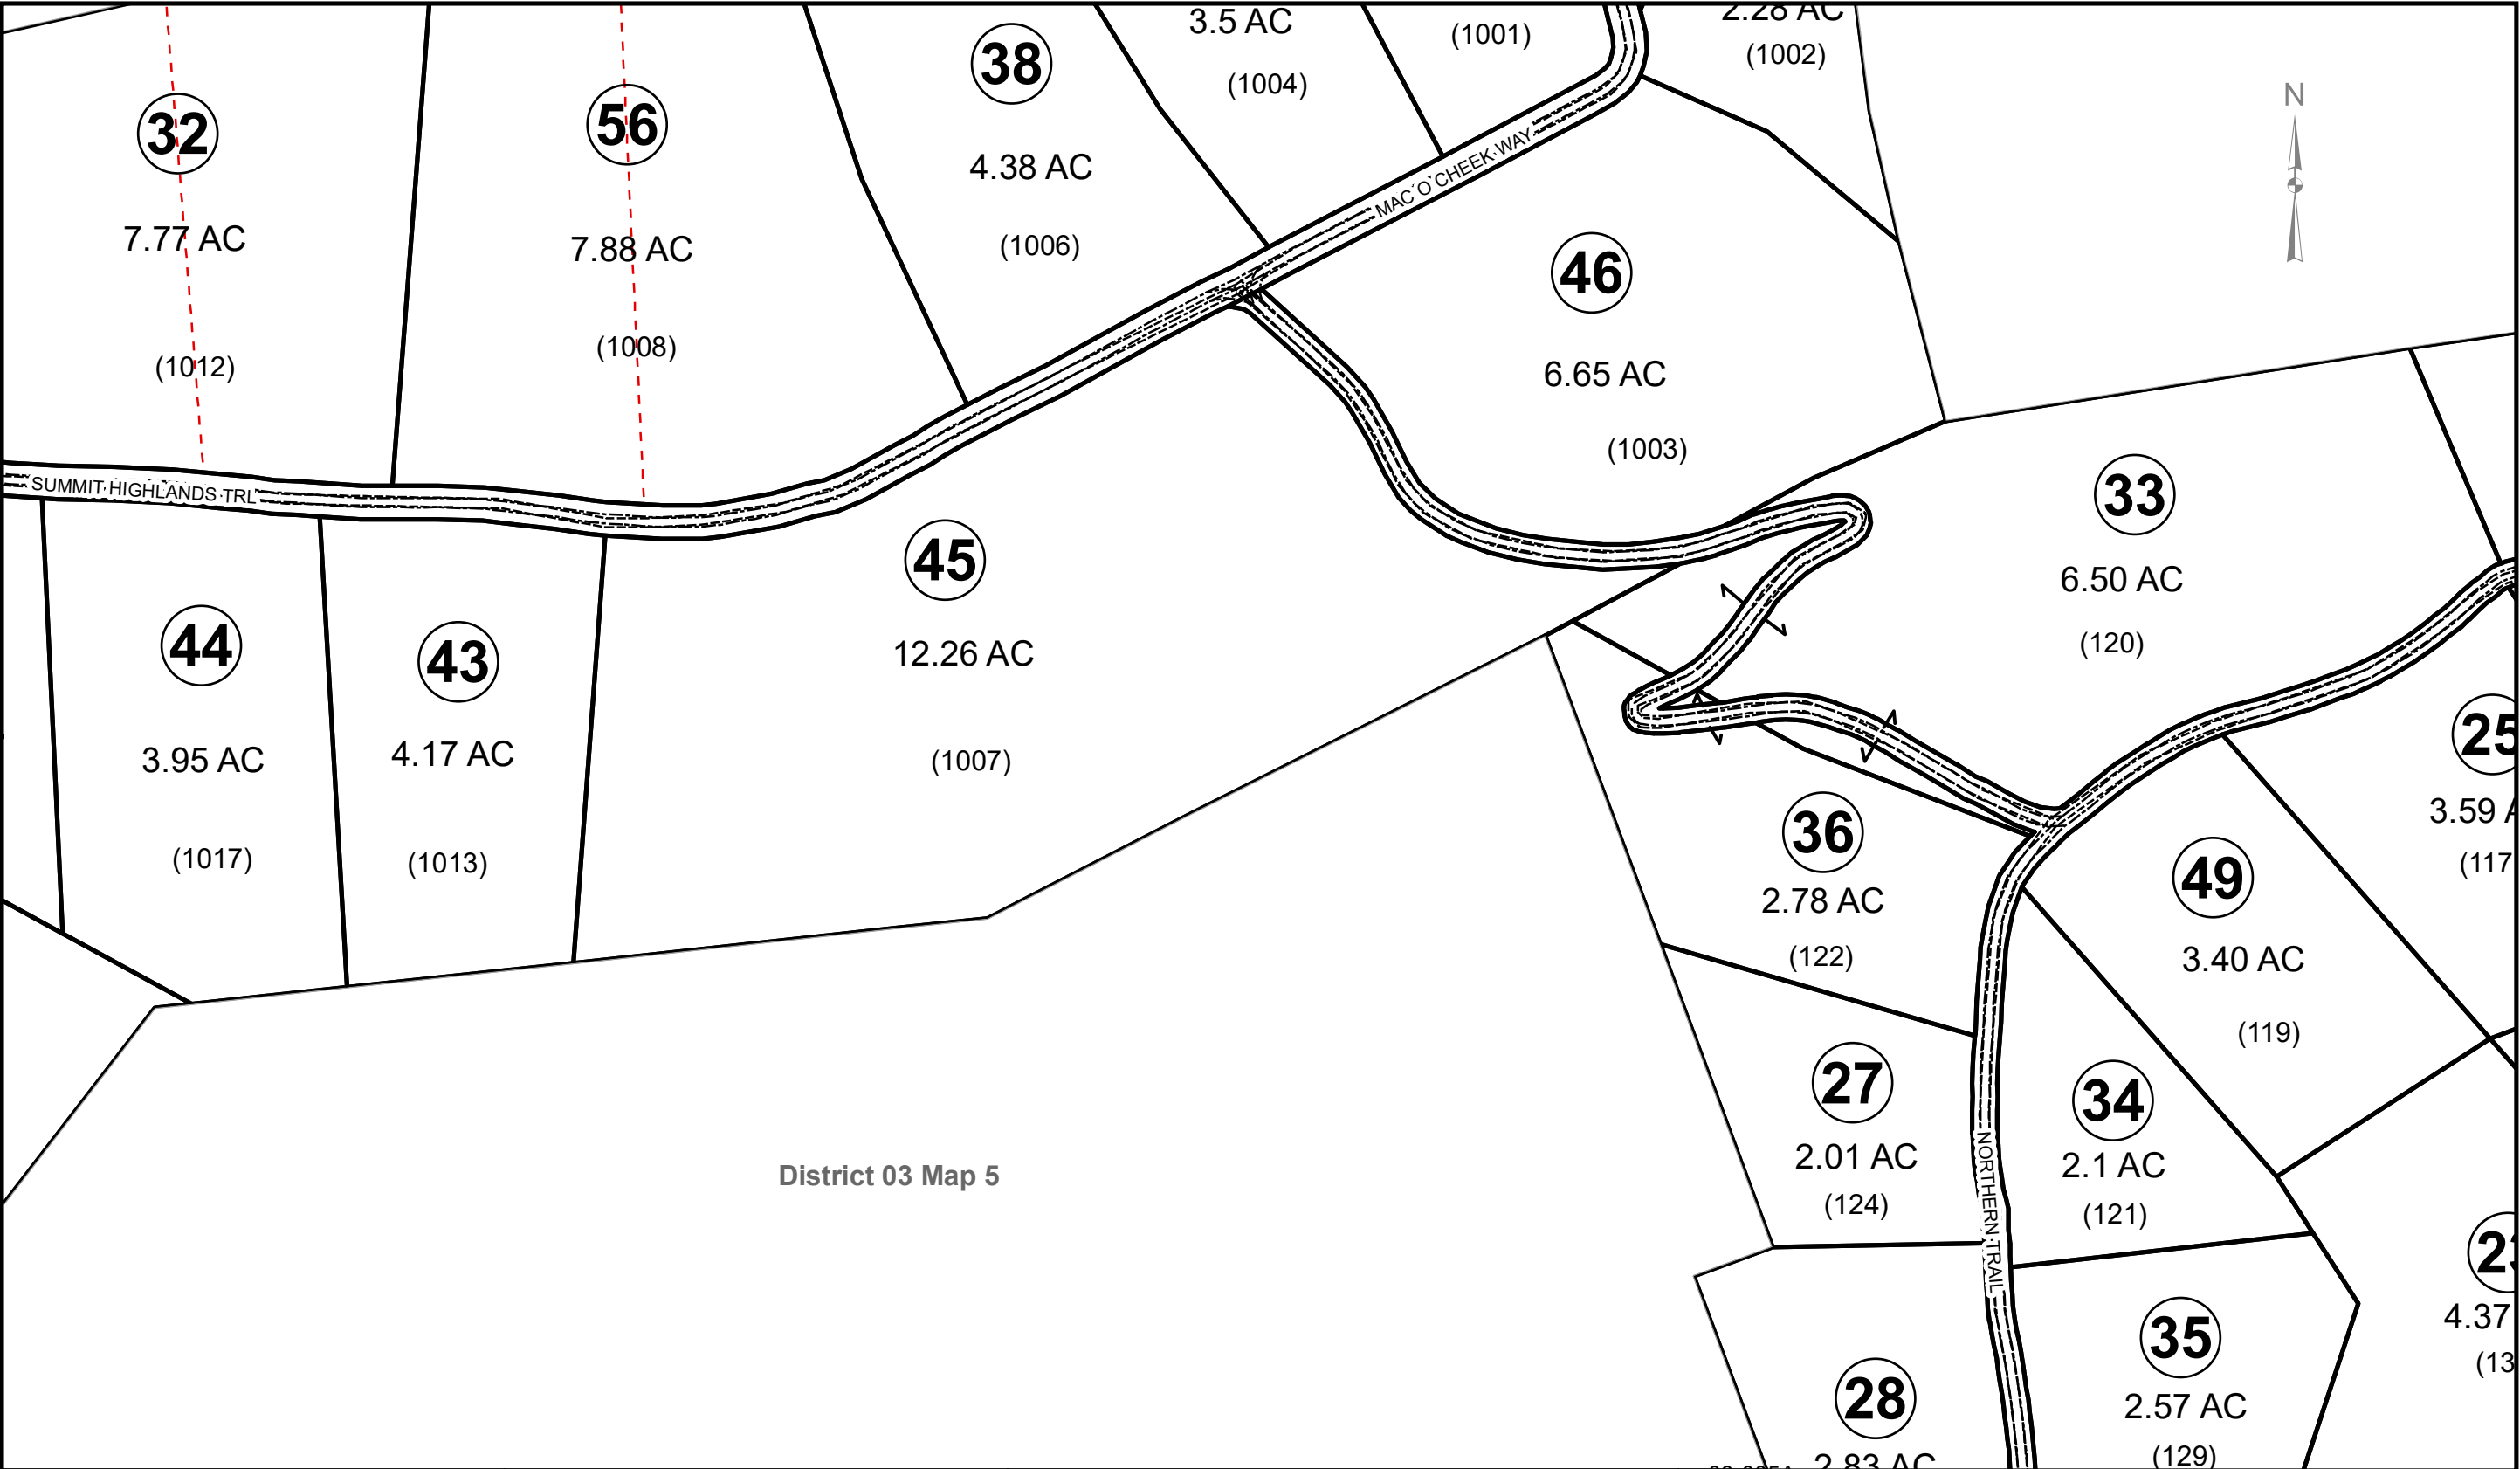 3.5 AC
(1004)
(1001)
2.28 AC
(1002)
N
32
7.77 AC
(1012)
56
7.88 AC
(1008)
38
4.38 AC
(1006)
MAC O CHEEK WAY
46
6.65 AC
(1003)
SUMMIT HIGHLANDS TRL
33
6.50 AC
(120)
44
3.95 AC
(1017)
43
4.17 AC
(1013)
45
12.26 AC
(1007)
25
3.59 A
(117
36
2.78 AC
(122)
49
3.40 AC
(119)
27
2.01 AC
(124)
34
2.1 AC
(121)
NORTHERN TRAIL
District 03 Map 5
4.37
(13
28
2.83 AC
35
2.57 AC
(129)